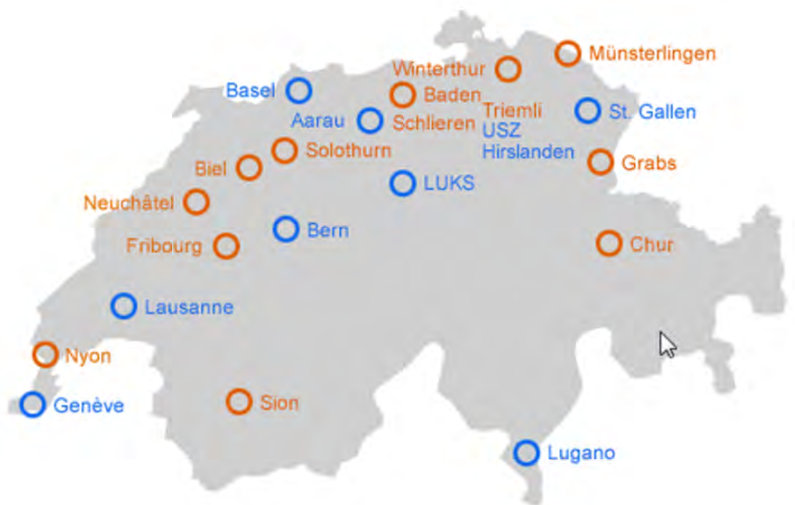 Münsterlingen
Winterthur
Basel
Baden
Triemli
St. Gallen
Aarau
Schlieren
USZ
Hirslanden
Solothurn
Biel
Grabs
LUKS
Neuchâtel
Bern
Fribourg
Chur
Lausanne
Nyon
Genève
Sion
Lugano